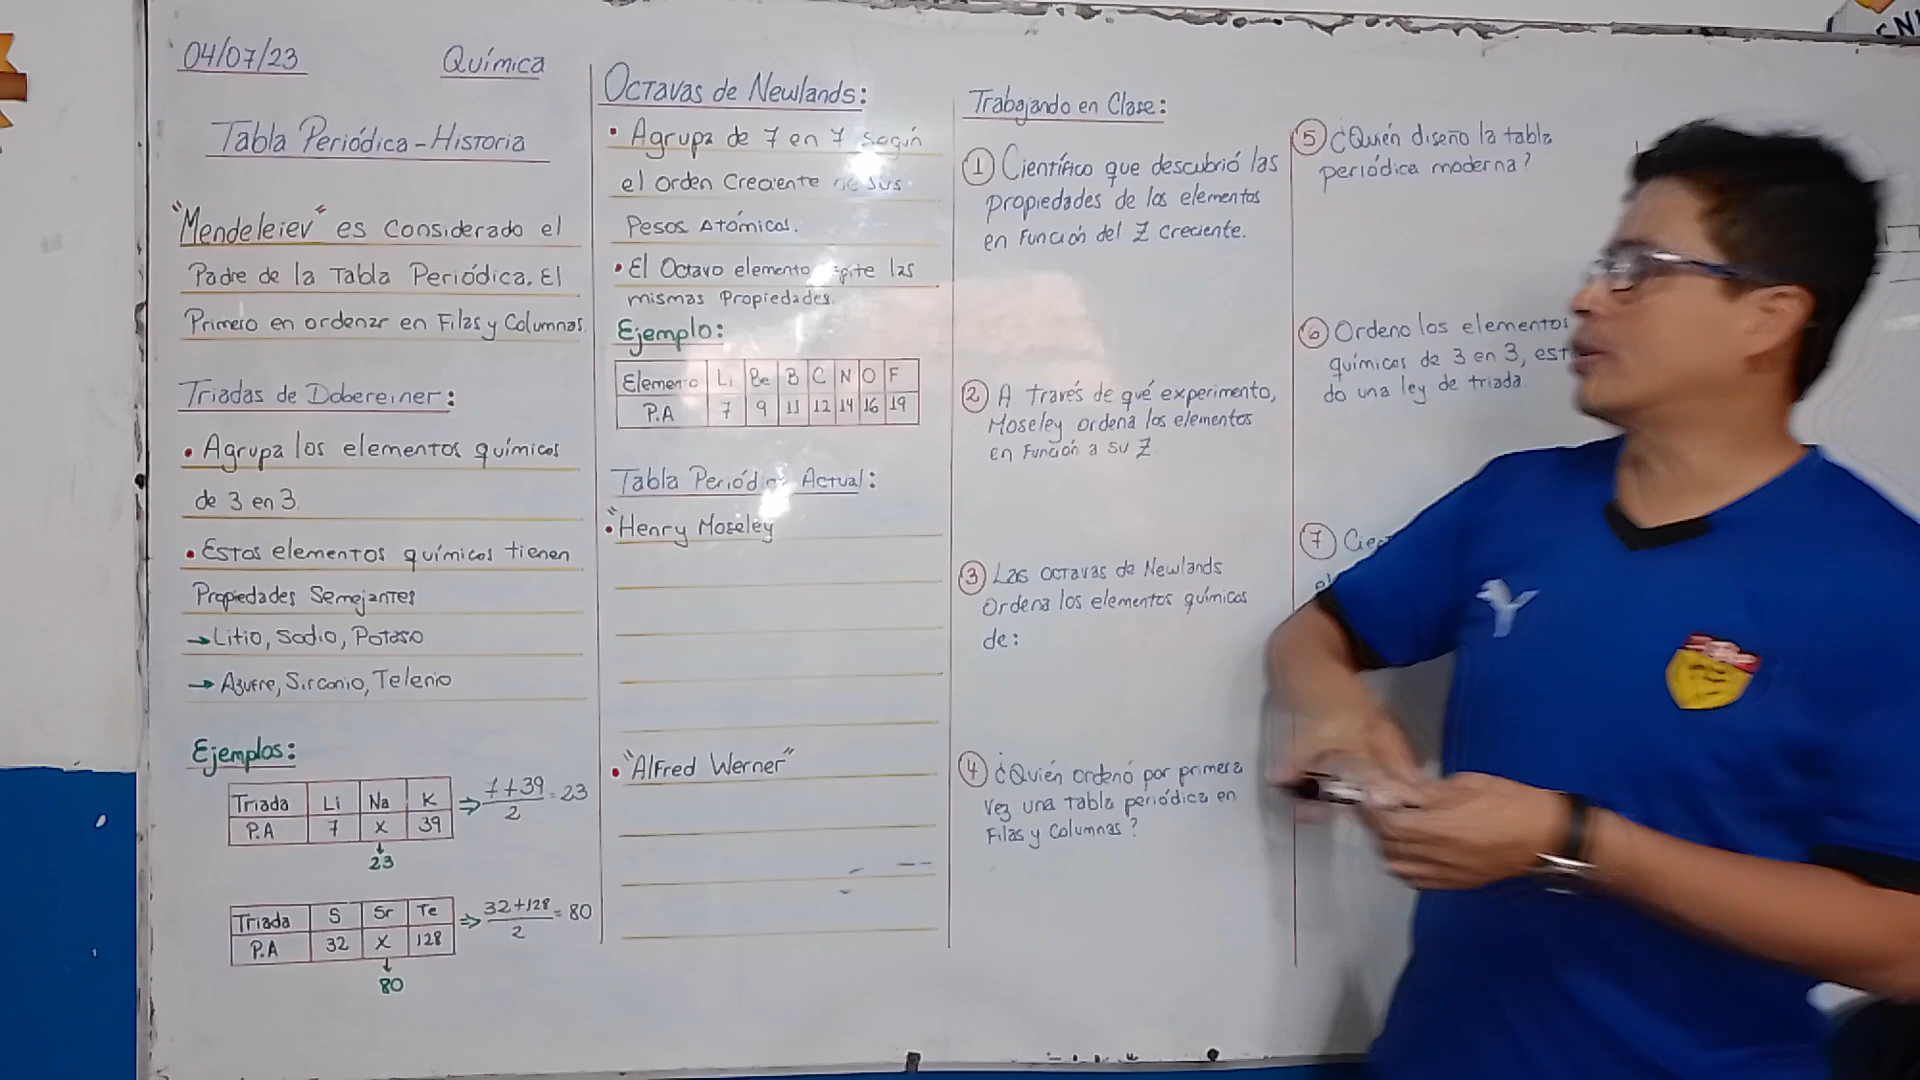 04/07/23
Química
Tabla Periódica - Historia
"Mendeleiev" es considerado el
Padre de la Tabla Periódica. El
Primero en ordenar en Filas y Columnas.
Triadas de Dobereiner:
• Agrupa los elementos químicos
de 3 en 3.
• Estos elementos químicos tienen
Propiedades Semejantes
→ Litio, Sodio, Potasio
→ Azufre, Sirconio, Telerio
Ejemplos:
Triada Li Na K ⇒ 7+39/2 = 23
P.A 7 X 39
23
Triada S Sr Te ⇒ 32+128/2 = 80
P.A 32 X 128
80
Octavas de Newlands:
• Agrupa de 7 en 7 según
el orden Creciente de sus
Pesos Atómicos.
• El Octavo elemento las
mismas Propiedades.
Ejemplo:
Elemento Li Be B C N O F
P.A 7 9 11 12 14 16 19
Tabla Actual:
• "Henry Moseley
• "Alfred Werner"
Trabajando en Clase:
1 Científico que descubrió las
propiedades de los elementos
en Función del Z creciente.
2 A través de qué experimento,
Moseley ordena los elementos
en Función a su Z.
3 Las octavas de Newlands
Ordena los elementos químicos
de:
4 ¿Quién ordenó por primera
vez una tabla periódica en
Filas y Columnas?
5 ¿Quién diseño la tabla
periódica moderna?
6 Ordeno los elementos
químicos de 3 en 3, est
do una ley de triada
7
CN